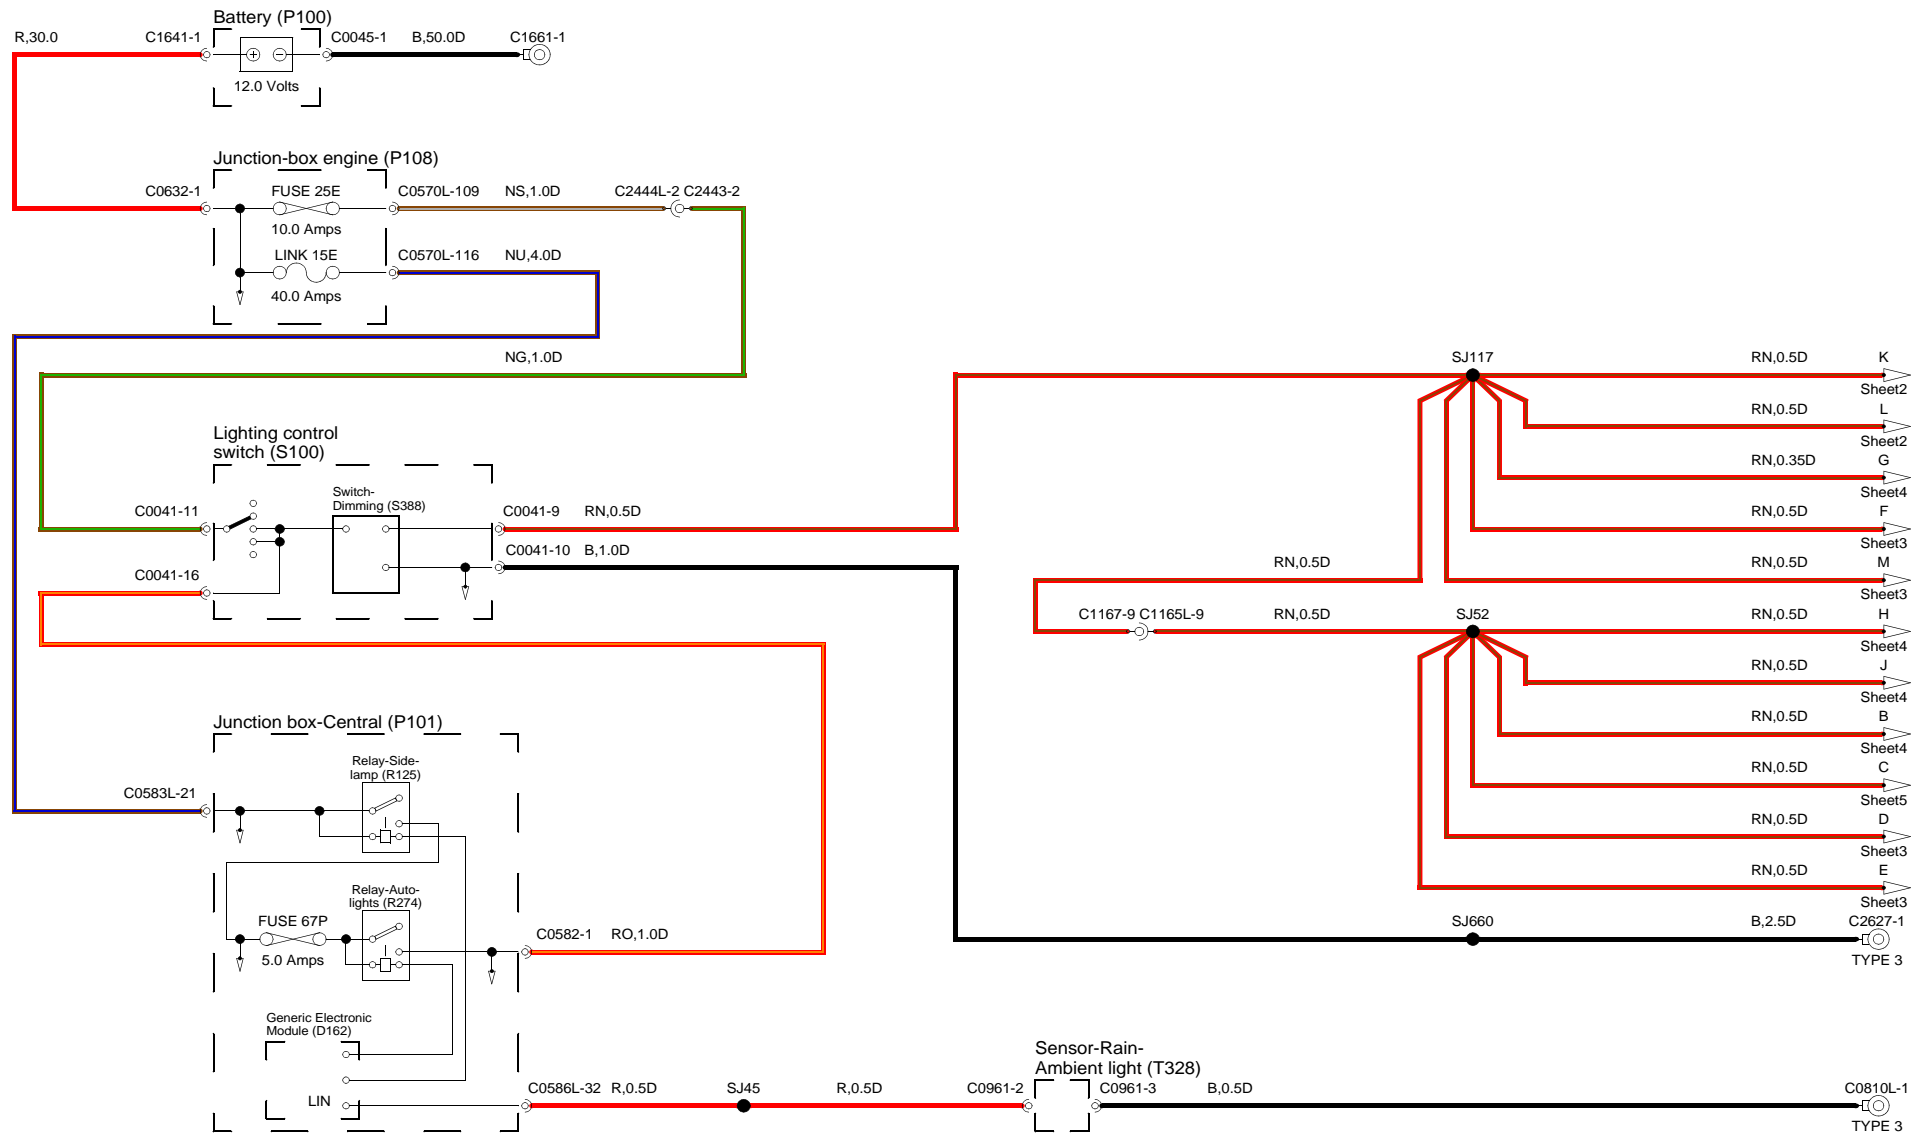 Battery (P100)
R,30.0
C1641-1
C0045-1
B,50.0D
C1661-1
12.0 Volts
Junction-box engine (P108)
C0632-1
FUSE 25E
C0570L-109
NS,1.0D
C2444L-2
C2443-2
10.0 Amps
LINK 15E
C0570L-116
NU,4.0D
40.0 Amps
NG,1.0D
SJ117
RN,0.5D
K
Sheet2
RN,0.5D
L
Sheet2
Lighting control
switch (S100)
RN,0.35D
G
Sheet4
Switch-
Dimming (S388)
C0041-11
C0041-9
RN,0.5D
RN,0.5D
F
Sheet3
C0041-10
B,1.0D
C0041-16
RN,0.5D
RN,0.5D
M
Sheet3
C1167-9
C1165L-9
RN,0.5D
SJ52
RN,0.5D
H
Sheet4
RN,0.5D
J
Sheet4
RN,0.5D
B
Sheet4
Junction box-Central (P101)
Relay-Side-
lamp (R125)
RN,0.5D
C
Sheet5
C0583L-21
RN,0.5D
D
Sheet3
RN,0.5D
E
Sheet3
Relay-Auto-
lights (R274)
FUSE 67P
5.0 Amps
C0582-1
RO,1.0D
SJ660
B,2.5D
C2627-1
TYPE 3
Generic Electronic
Module (D162)
LIN
Sensor-Rain-
Ambient light (T328)
C0586L-32
R,0.5D
SJ45
R,0.5D
C0961-2
C0961-3
B,0.5D
C0810L-1
TYPE 3